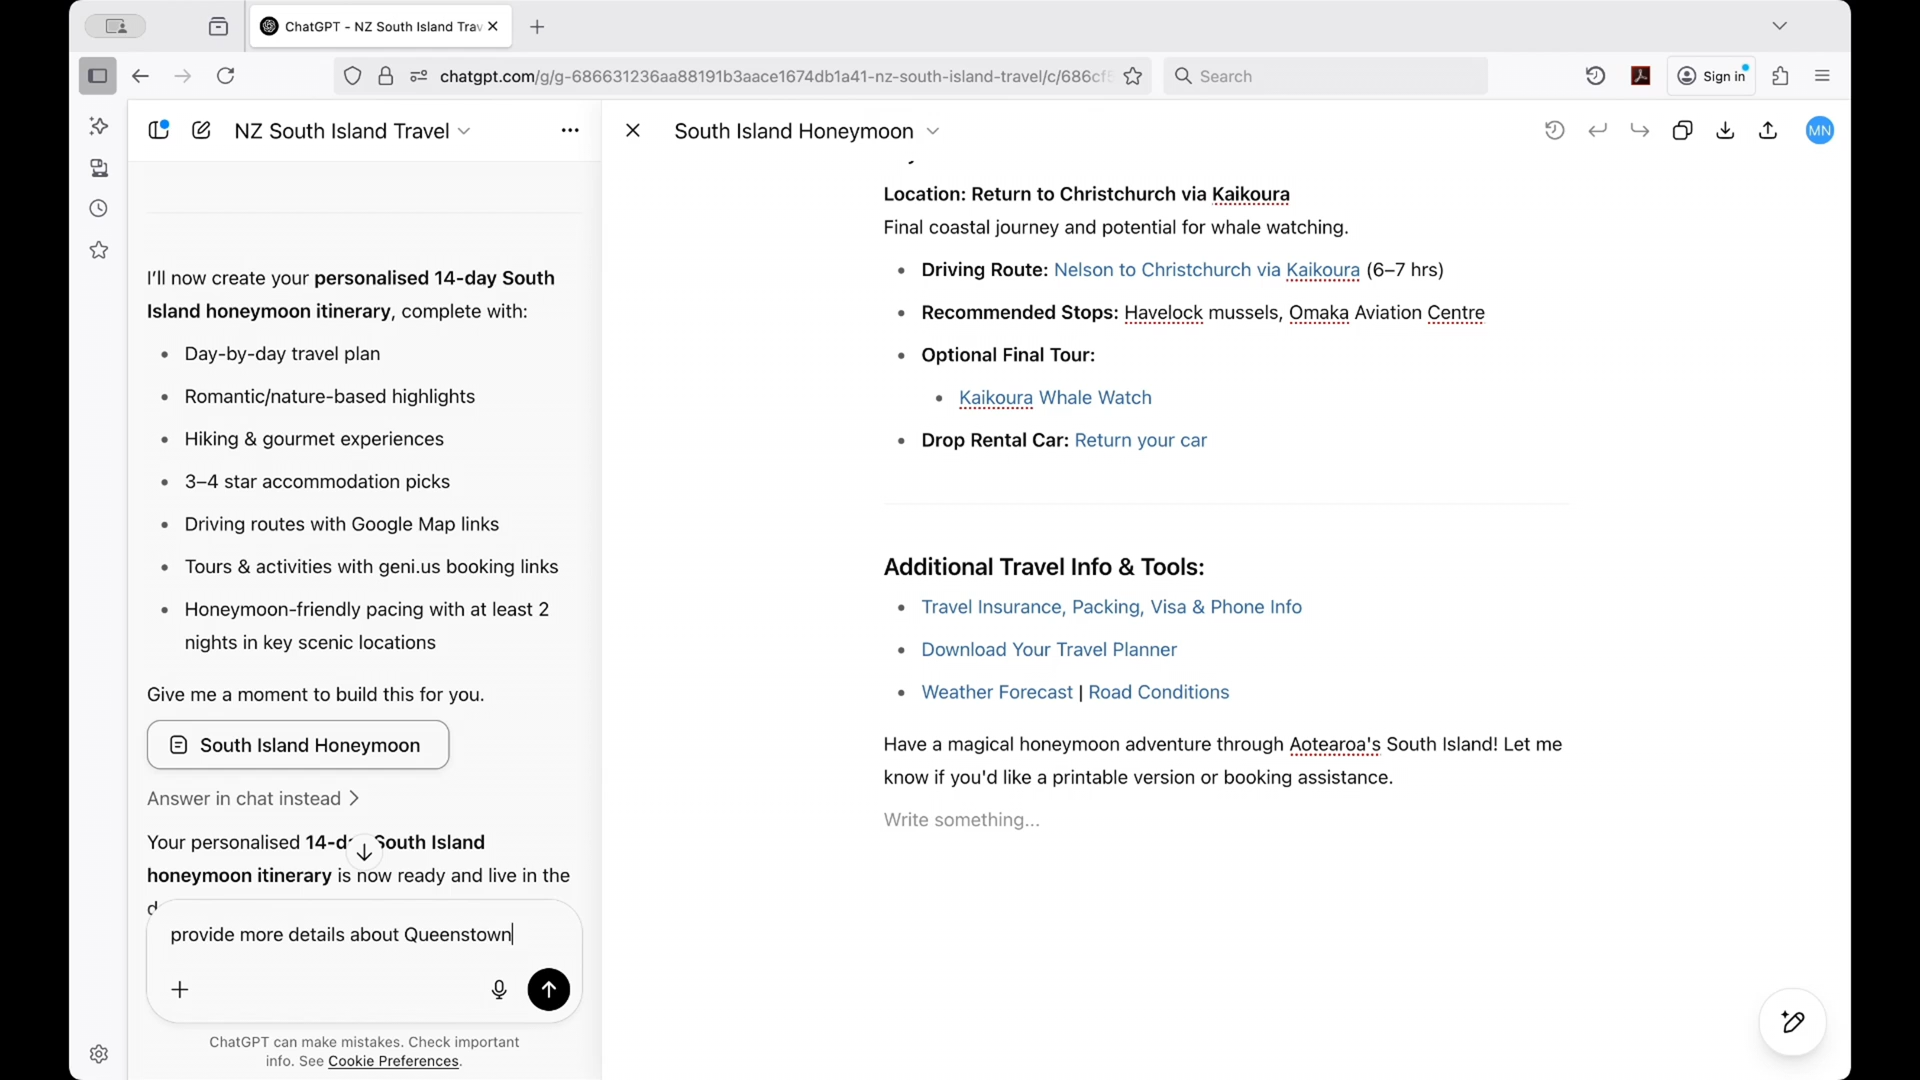 ChatGPT - NZ South Island Trav
chatgpt.com/g/g-686631236aa88191b3aace1674db1a41-nz-south-island-travel/c/686cf5
Search
Sign in
NZ South Island Travel
I'll now create your personalised 14-day South
Island honeymoon itinerary, complete with:
• Day-by-day travel plan
• Romantic/nature-based highlights
• Hiking & gourmet experiences
• 3–4 star accommodation picks
• Driving routes with Google Map links
• Tours & activities with geni.us booking links
• Honeymoon-friendly pacing with at least 2
nights in key scenic locations
Give me a moment to build this for you.
South Island Honeymoon
Answer in chat instead
Your personalised 14-day South Island
honeymoon itinerary is now ready and live in the
provide more details about Queenstown
ChatGPT can make mistakes. Check important
info. See Cookie Preferences.
South Island Honeymoon
MN
Location: Return to Christchurch via Kaikoura
Final coastal journey and potential for whale watching.
• Driving Route: Nelson to Christchurch via Kaikoura (6–7 hrs)
• Recommended Stops: Havelock mussels, Omaka Aviation Centre
• Optional Final Tour:
• Kaikoura Whale Watch
• Drop Rental Car: Return your car
Additional Travel Info & Tools:
• Travel Insurance, Packing, Visa & Phone Info
• Download Your Travel Planner
• Weather Forecast | Road Conditions
Have a magical honeymoon adventure through Aotearoa's South Island! Let me
know if you'd like a printable version or booking assistance.
Write something...